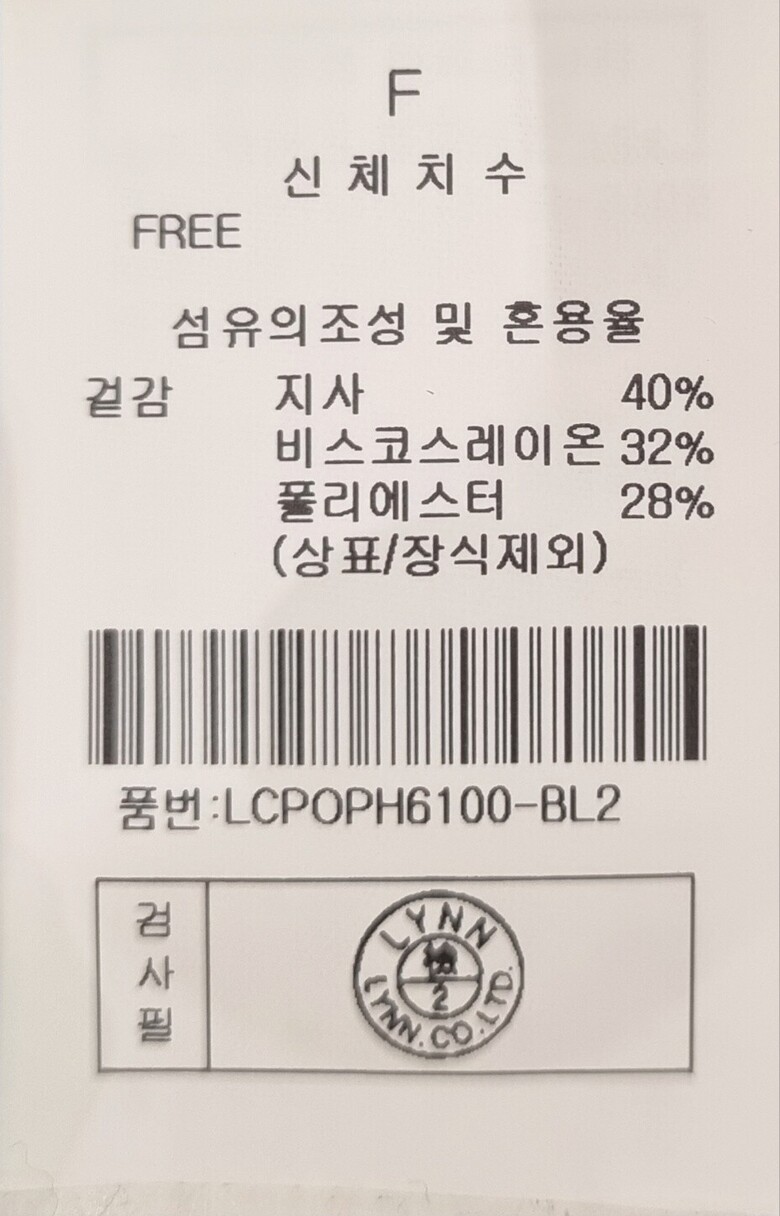 F
신체치수
FREE
섬유의조성 및 혼용율
겉감 지사 40%
비스코스레이온 32%
폴리에스터 28%
(상표/장식제외)
품번:LCPOPH6100-BL2
검사필
LYNN
2
LYNN.CO.LTD.